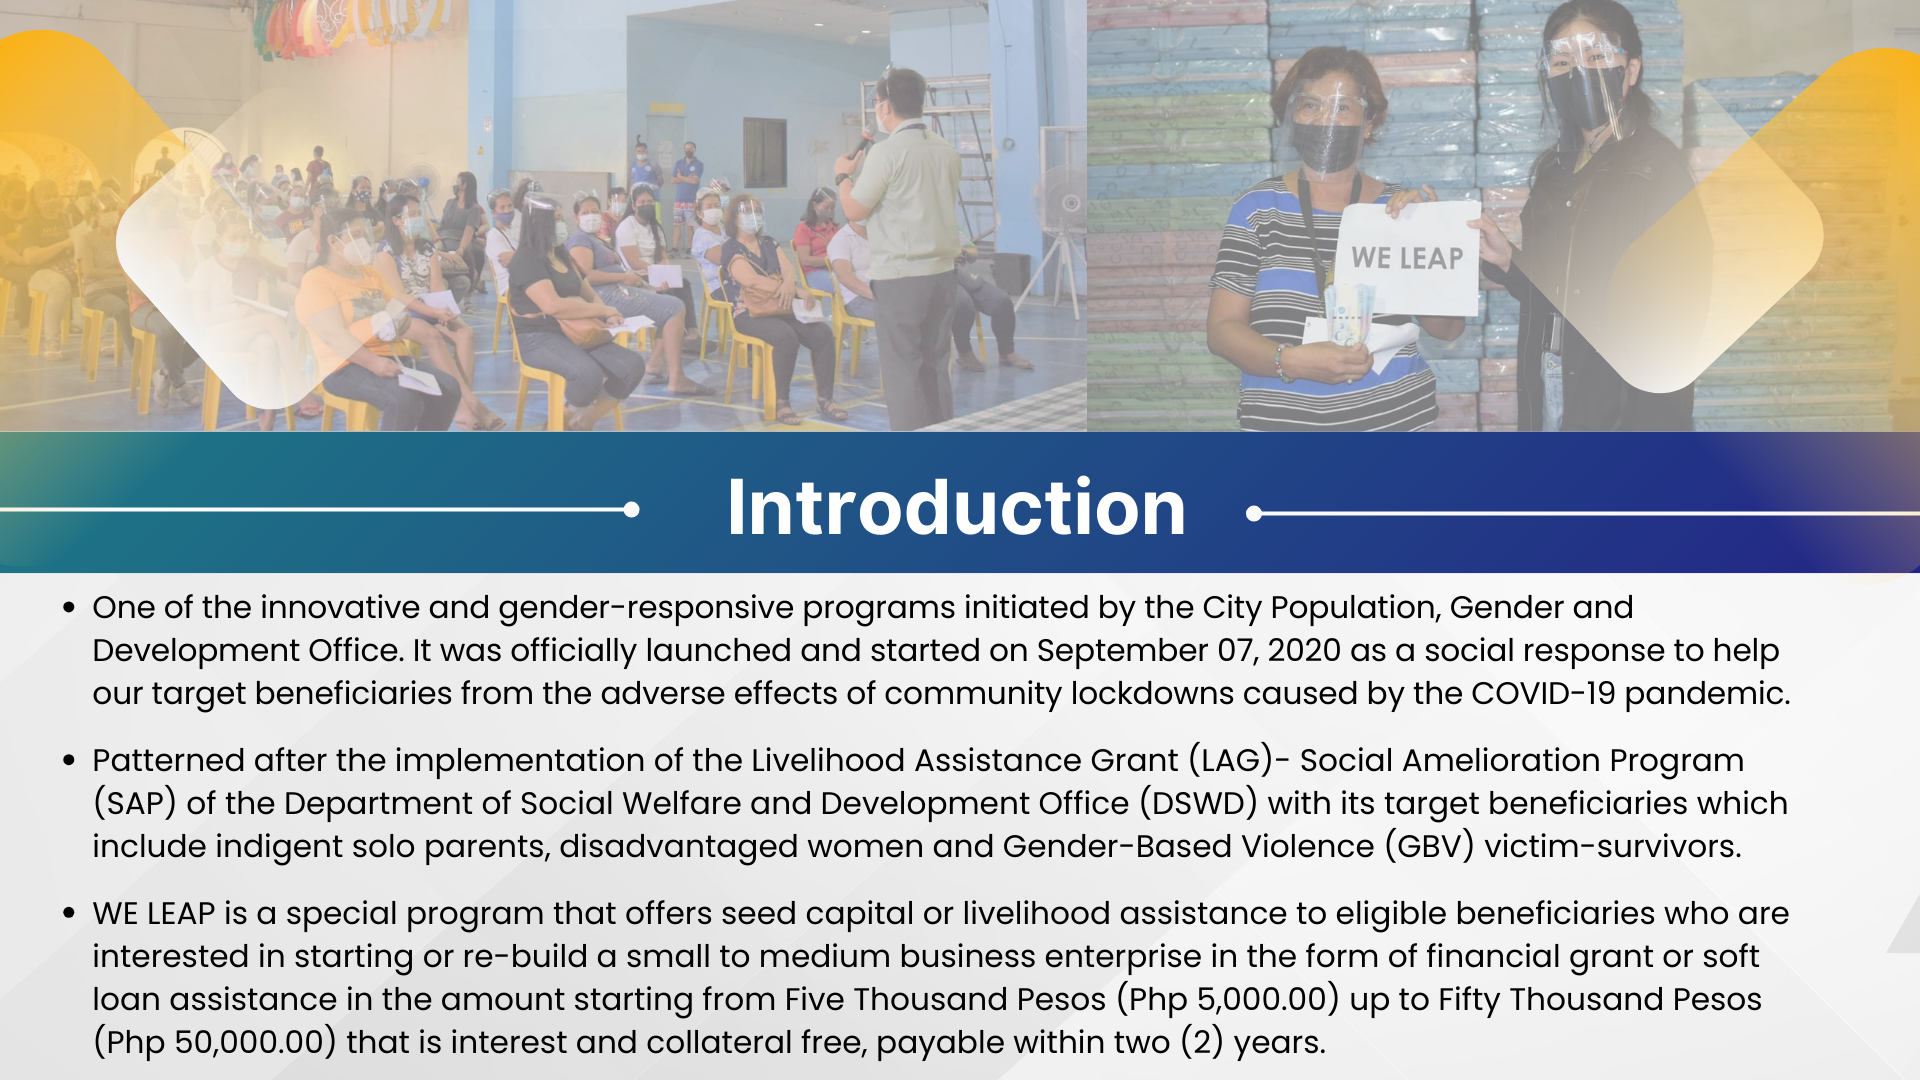 WE LEAP
Introduction
• One of the innovative and gender-responsive programs initiated by the City Population, Gender and
Development Office. It was officially launched and started on September 07, 2020 as a social response to help
our target beneficiaries from the adverse effects of community lockdowns caused by the COVID-19 pandemic.
• Patterned after the implementation of the Livelihood Assistance Grant (LAG)- Social Amelioration Program
(SAP) of the Department of Social Welfare and Development Office (DSWD) with its target beneficiaries which
include indigent solo parents, disadvantaged women and Gender-Based Violence (GBV) victim-survivors.
• WE LEAP is a special program that offers seed capital or livelihood assistance to eligible beneficiaries who are
interested in starting or re-build a small to medium business enterprise in the form of financial grant or soft
loan assistance in the amount starting from Five Thousand Pesos (Php 5,000.00) up to Fifty Thousand Pesos
(Php 50,000.00) that is interest and collateral free, payable within two (2) years.